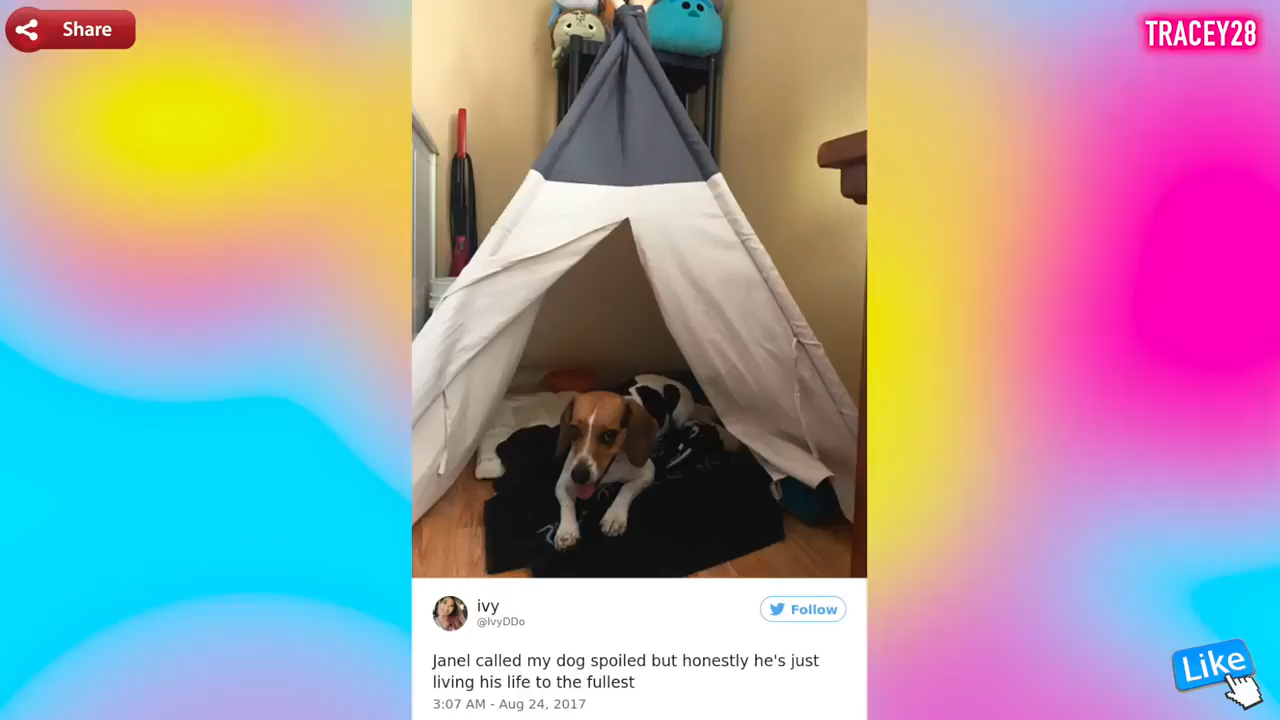 Share
TRACEY28
ivy
@IvyDDo
Follow
Janel called my dog spoiled but honestly he's just
living his life to the fullest
3:07 AM - Aug 24, 2017
Like